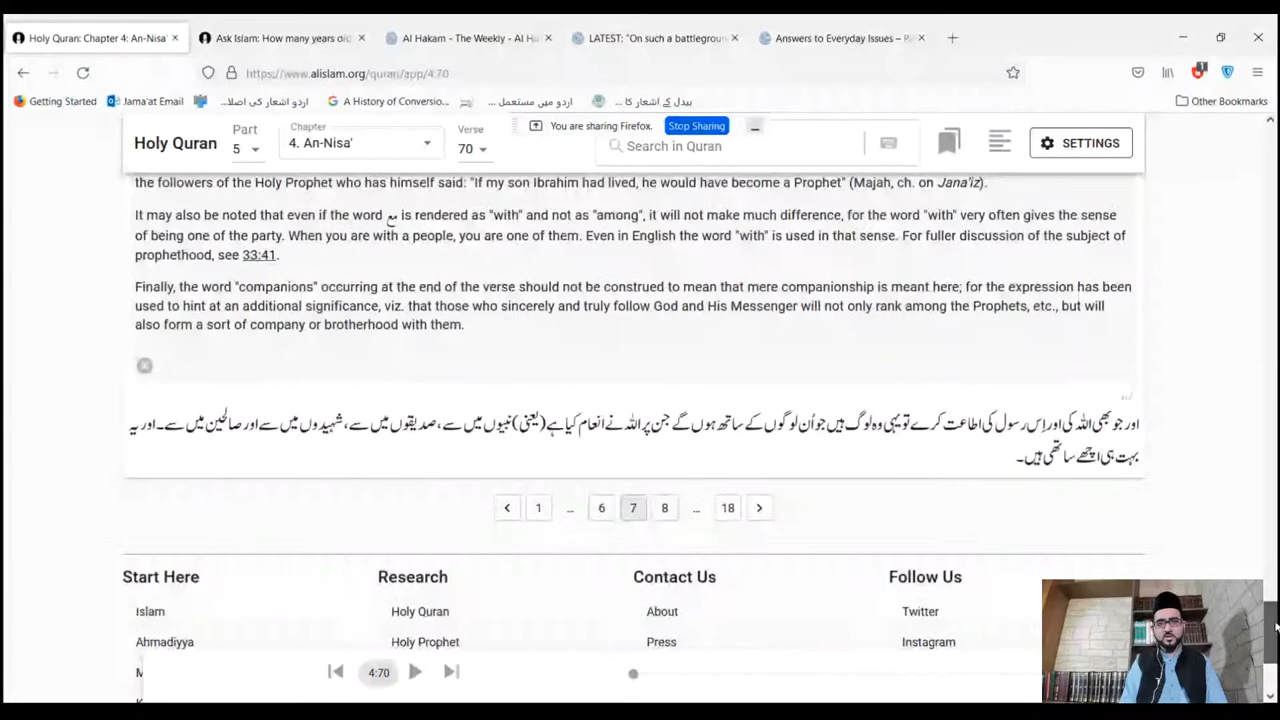 Holy Quran: Chapter 4: An-Nisa'
Ask Islam: How many years did
Al Hakam - The Weekly - Al Ha
LATEST: "On such a battlegroun
Answers to Everyday Issues –
https://www.alislam.org/quran/app/4:70
1
Getting Started
Jama'at Email
اردو اشعار کی اصلا...
A History of Conversio...
اردو میں مستعمل ...
بیدل کے اشعار کا ...
Other Bookmarks
Holy Quran
Part
5
Chapter
4. An-Nisa'
Verse
70
You are sharing Firefox.
Stop Sharing
Search in Quran
SETTINGS
the followers of the Holy Prophet who has himself said: "If my son Ibrahim had lived, he would have become a Prophet" (Majah, ch. on Jana'iz).
It may also be noted that even if the word مع is rendered as "with" and not as "among", it will not make much difference, for the word "with" very often gives the sense
of being one of the party. When you are with a people, you are one of them. Even in English the word "with" is used in that sense. For fuller discussion of the subject of
prophethood, see 33:41.
Finally, the word "companions" occurring at the end of the verse should not be construed to mean that mere companionship is meant here; for the expression has been
used to hint at an additional significance, viz. that those who sincerely and truly follow God and His Messenger will not only rank among the Prophets, etc., but will
also form a sort of company or brotherhood with them.
اور جو بھی اللہ کی اور اِس رسول کی اطاعت کرے تو یہی وہ لوگ ہیں جو اُن لوگوں کے ساتھ ہوں گے جن پر اللہ نے انعام کیا ہے (یعنی) نبیوں میں سے، صدیقوں میں سے، شہیدوں میں سے اور صالحین میں سے۔ اور یہ
بہت ہی اچھے ساتھی ہیں۔
1 ... 6 7 8 ... 18
Start Here
Research
Contact Us
Follow Us
Islam
Holy Quran
About
Twitter
Ahmadiyya
Holy Prophet
Press
Instagram
4:70